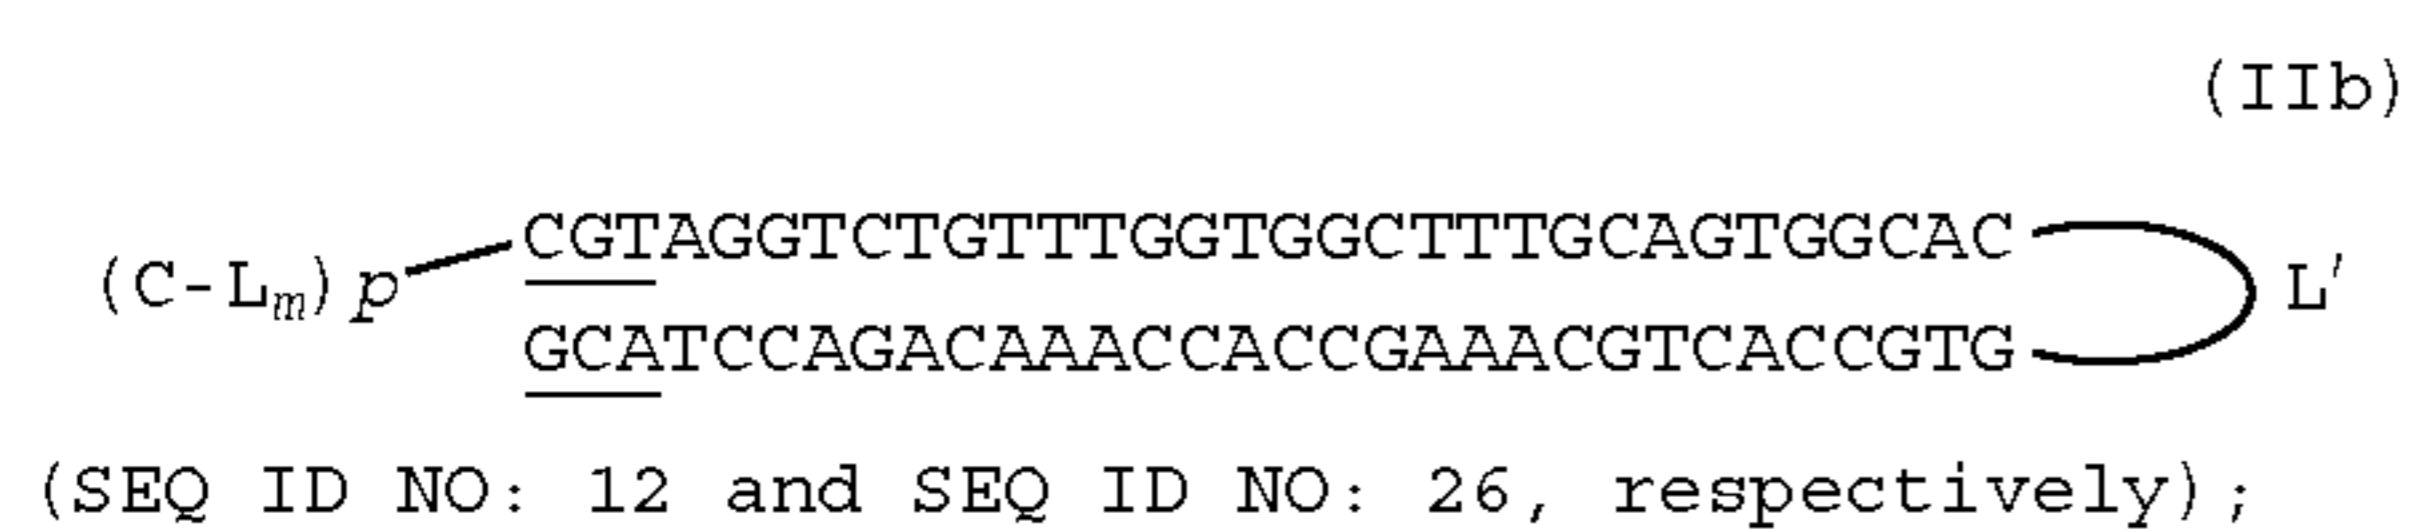 (IIb)
(C-Lm)p CGTAGGTCTGTTTGGTGGCTTTGCAGTGGCAC L'
GCATCCAGACAAACCACCGAAACGTCACCGTG
(SEQ ID NO: 12 and SEQ ID NO: 26, respectively);